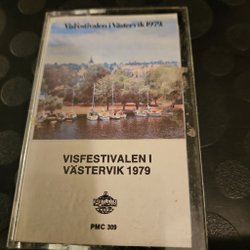 Visfestivalen i Västervik 1979
VISFESTIVALEN I
VÄSTERVIK 1979
PMC 309